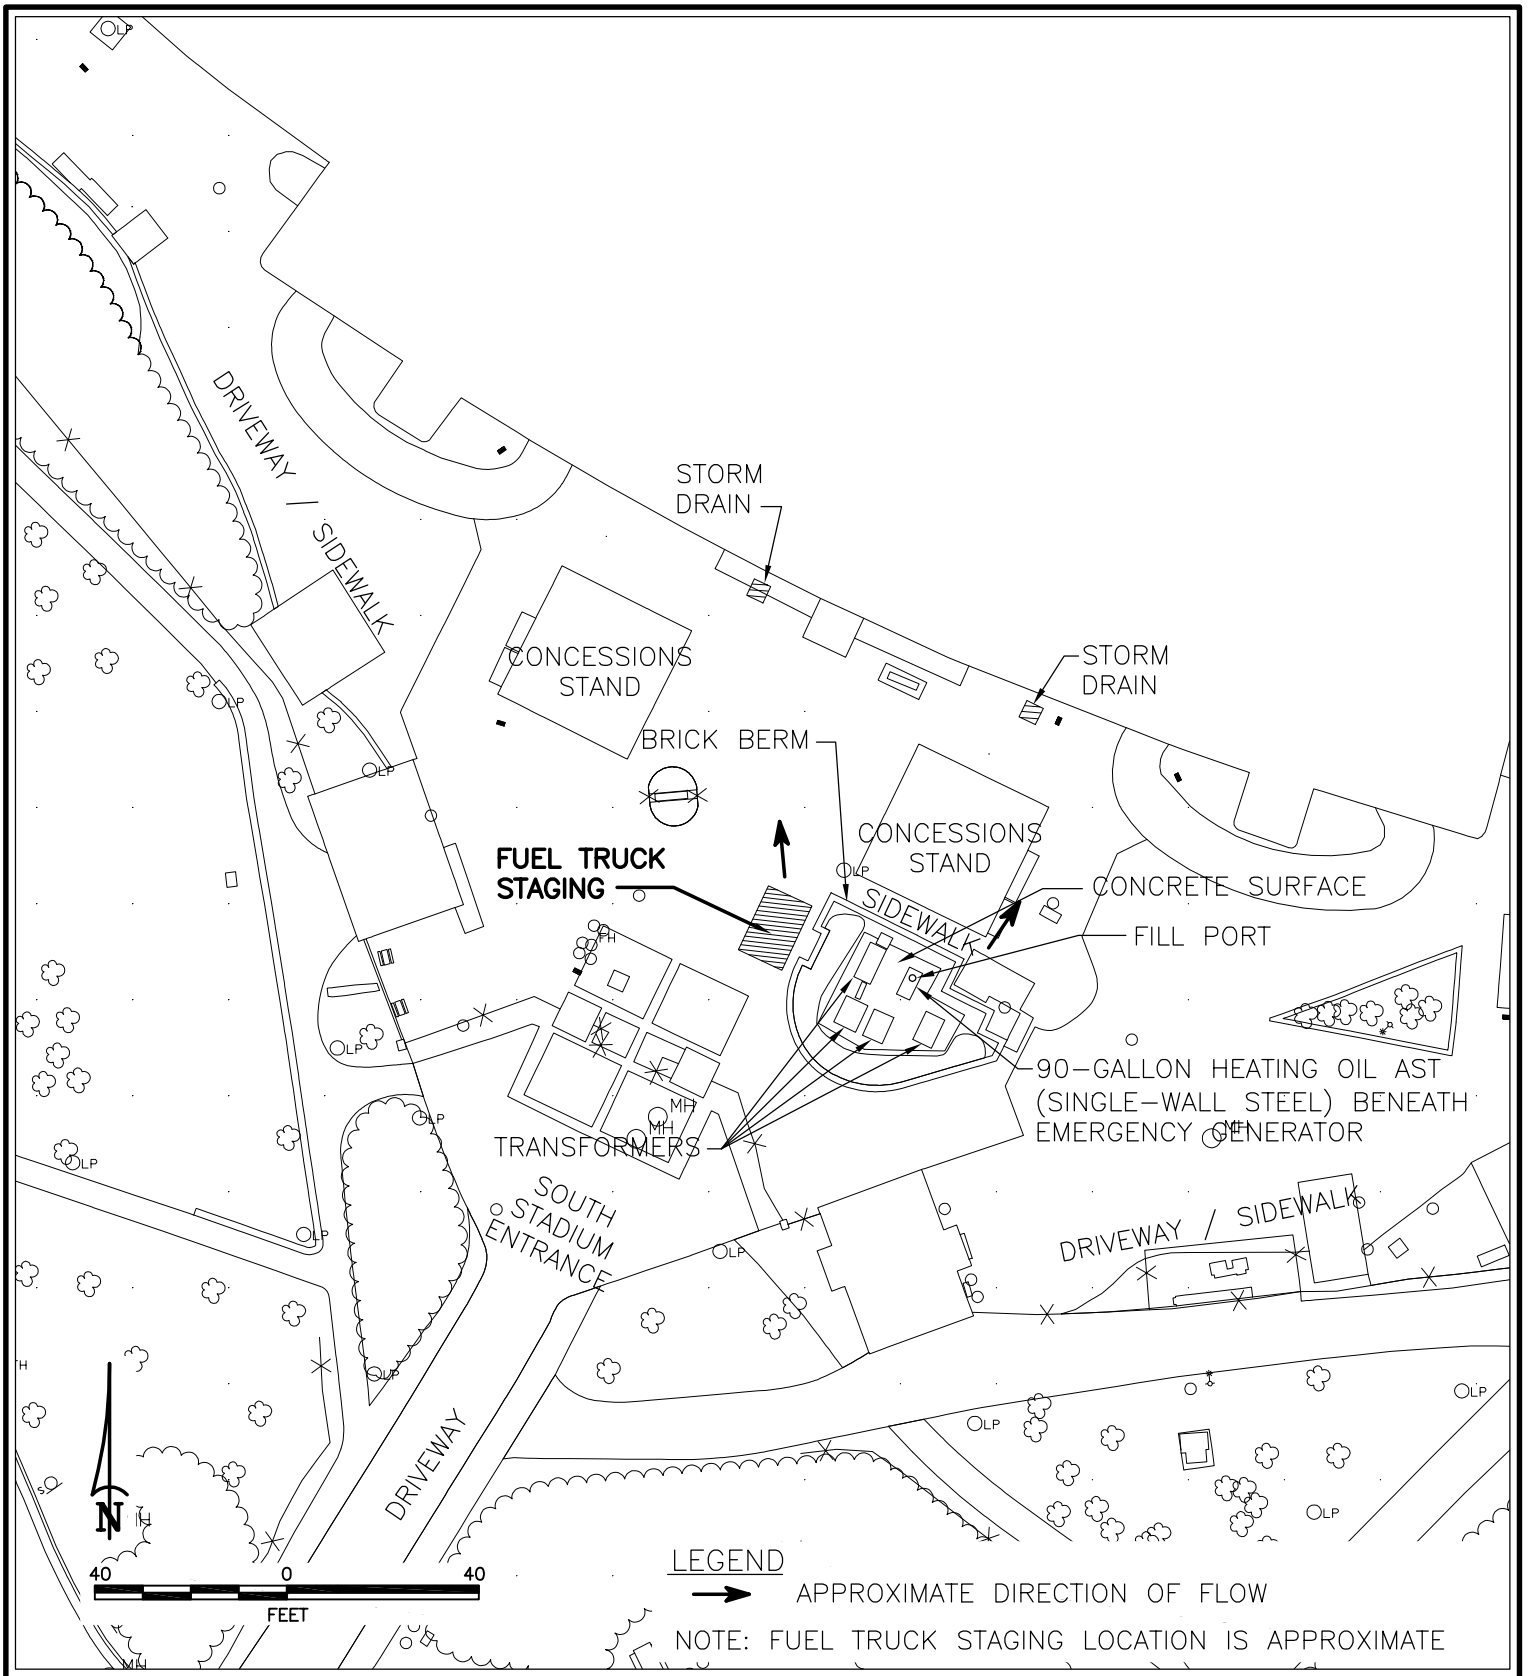 LP
DRIVEWAY / SIDEWALK
STORM
DRAIN
CONCESSIONS
STAND
STORM
DRAIN
LP
LP
BRICK BERM
CONCESSIONS
STAND
FUEL TRUCK
STAGING
LP
SIDEWALK
CONCRETE SURFACE
FILL PORT
FH
LP
90-GALLON HEATING OIL AST
(SINGLE-WALL STEEL) BENEATH
EMERGENCY GENERATOR
MH
MH
MH
LP
TRANSFORMERS
LP
SOUTH
STADIUM
ENTRANCE
LP
LP
DRIVEWAY / SIDEWALK
LP
LP
LP
DRIVEWAY
LP
N
40 0 40
FEET
LEGEND
APPROXIMATE DIRECTION OF FLOW
NOTE: FUEL TRUCK STAGING LOCATION IS APPROXIMATE
MH